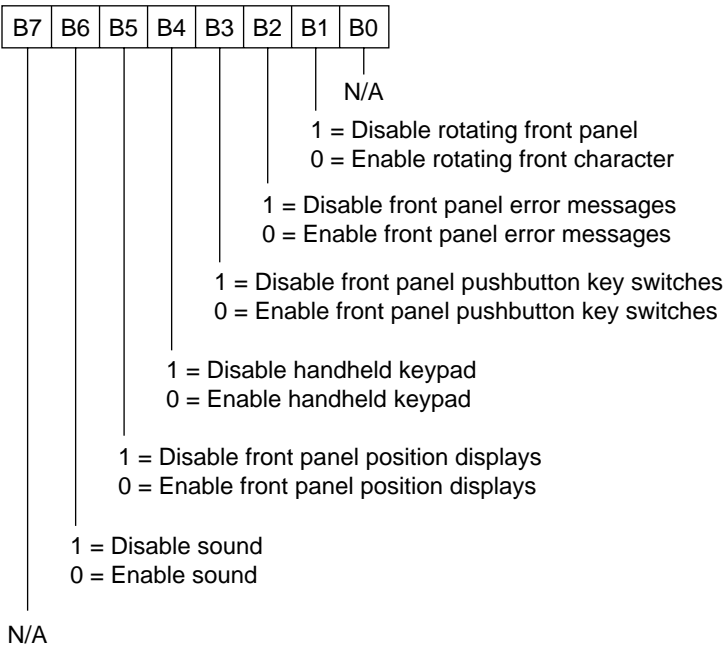 B7 B6 B5 B4 B3 B2 B1 B0
N/A
1 = Disable rotating front panel
0 = Enable rotating front character
1 = Disable front panel error messages
0 = Enable front panel error messages
1 = Disable front panel pushbutton key switches
0 = Enable front panel pushbutton key switches
1 = Disable handheld keypad
0 = Enable handheld keypad
1 = Disable front panel position displays
0 = Enable front panel position displays
1 = Disable sound
0 = Enable sound
N/A